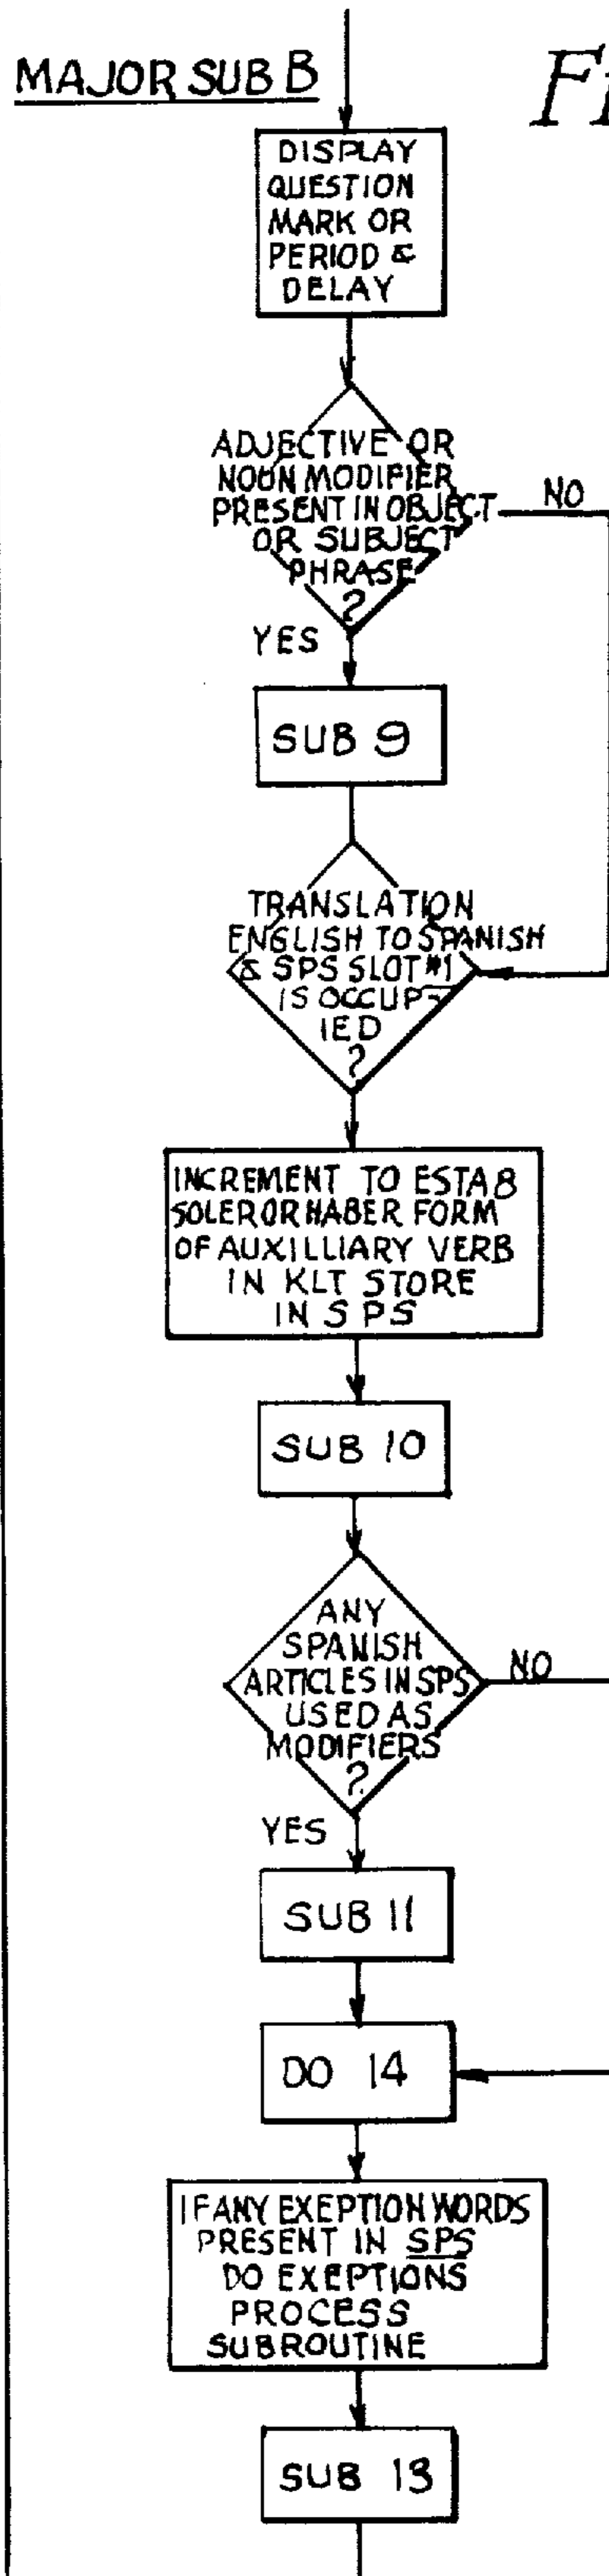 MAJOR SUB B
DISPLAY
QUESTION
MARK OR
PERIOD &
DELAY
ADJECTIVE OR
NOUN MODIFIER
PRESENT IN OBJECT
OR SUBJECT
PHRASE
?
NO
YES
SUB 9
TRANSLATION
ENGLISH TO SPANISH
& SPS SLOT #1
IS OCCUP-
IED
?
INCREMENT TO ESTAB
SOLER OR HABER FORM
OF AUXILLIARY VERB
IN KLT STORE
IN SPS
SUB 10
ANY
SPANISH
ARTICLES IN SPS
USED AS
MODIFIERS
?
NO
YES
SUB 11
DO 14
IF ANY EXEPTION WORDS
PRESENT IN SPS
DO EXEPTIONS
PROCESS
SUBROUTINE
SUB 13